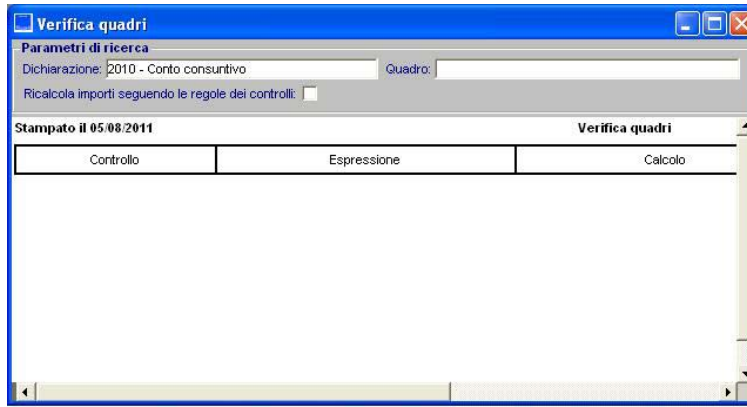 Verifica quadri
Parametri di ricerca
Dichiarazione: 2010 - Conto consuntivo Quadro:
Ricalcola importi seguendo le regole dei controlli:
Stampato il 05/08/2011 Verifica quadri
Controllo Espressione Calcolo